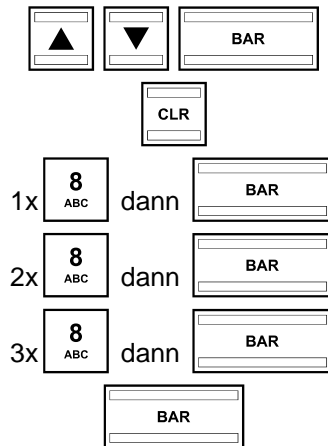 ▲ ▼ BAR
CLR
1x 8 ABC dann BAR
2x 8 ABC dann BAR
3x 8 ABC dann BAR
BAR